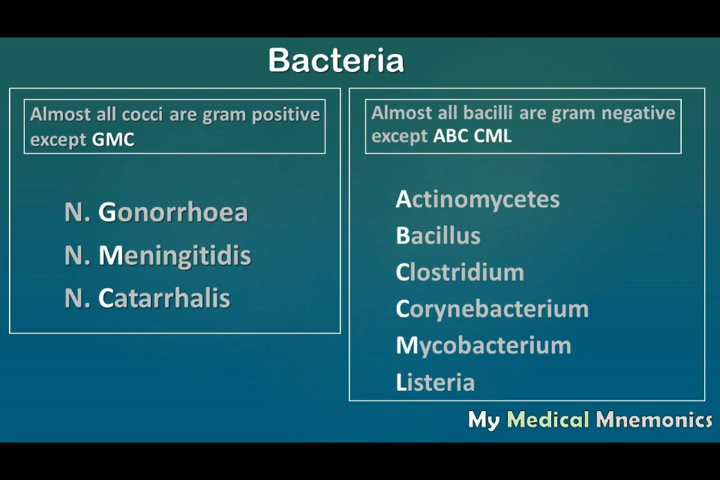 Bacteria
Almost all cocci are gram positive
except GMC
N. Gonorrhoea
N. Meningitidis
N. Catarrhalis
Almost all bacilli are gram negative
except ABC CML
Actinomycetes
Bacillus
Clostridium
Corynebacterium
Mycobacterium
Listeria
My Medical Mnemonics